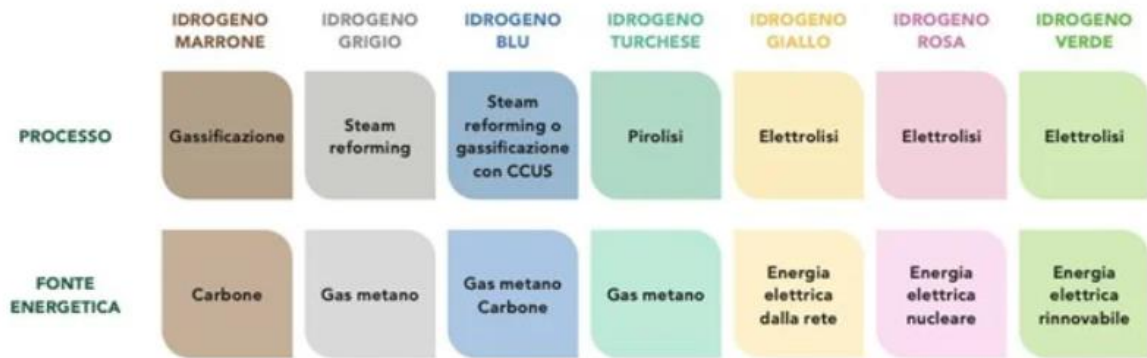 IDROGENO MARRONE
IDROGENO GRIGIO
IDROGENO BLU
IDROGENO TURCHESE
IDROGENO GIALLO
IDROGENO ROSA
IDROGENO VERDE
PROCESSO
Gassificazione
Steam
reforming
Steam
reforming o
gassificazione
con CCUS
Pirolisi
Elettrolisi
Elettrolisi
Elettrolisi
FONTE
ENERGETICA
Carbone
Gas metano
Gas metano
Carbone
Gas metano
Energia
elettrica
dalla rete
Energia
elettrica
nucleare
Energia
elettrica
rinnovabile